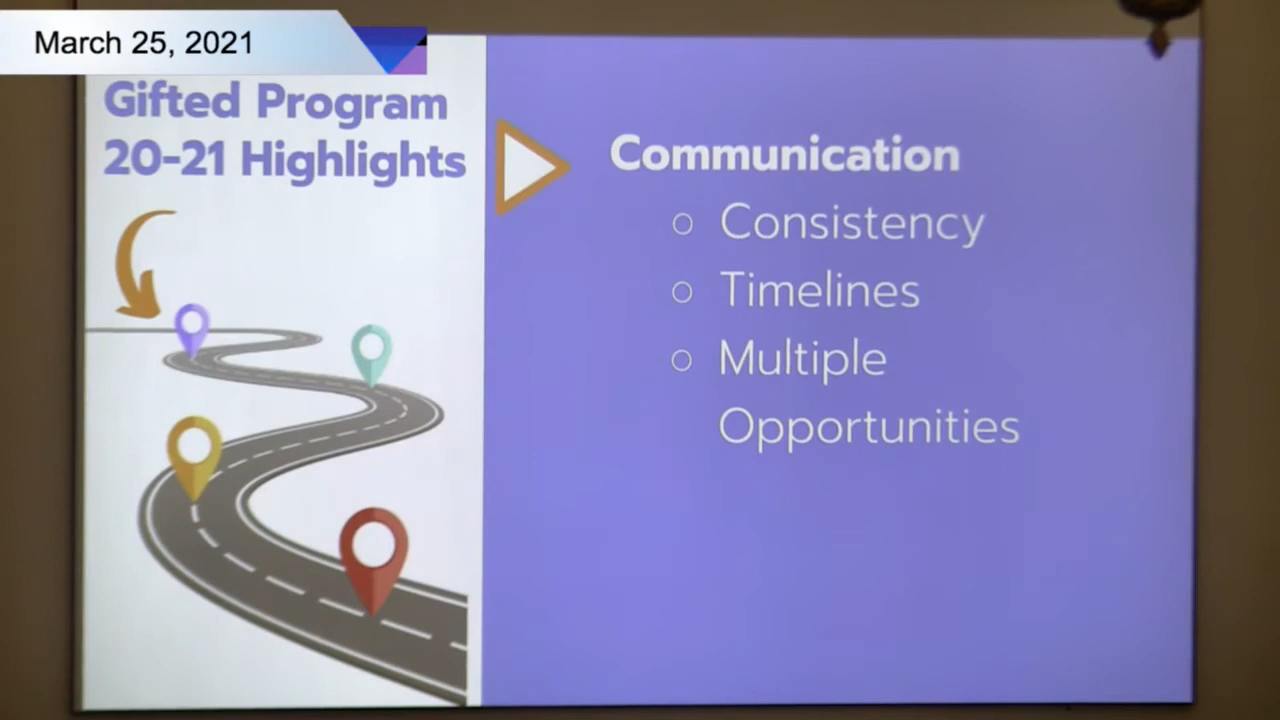 March 25, 2021
Gifted Program
20-21 Highlights
Communication
Consistency
Timelines
Multiple
Opportunities